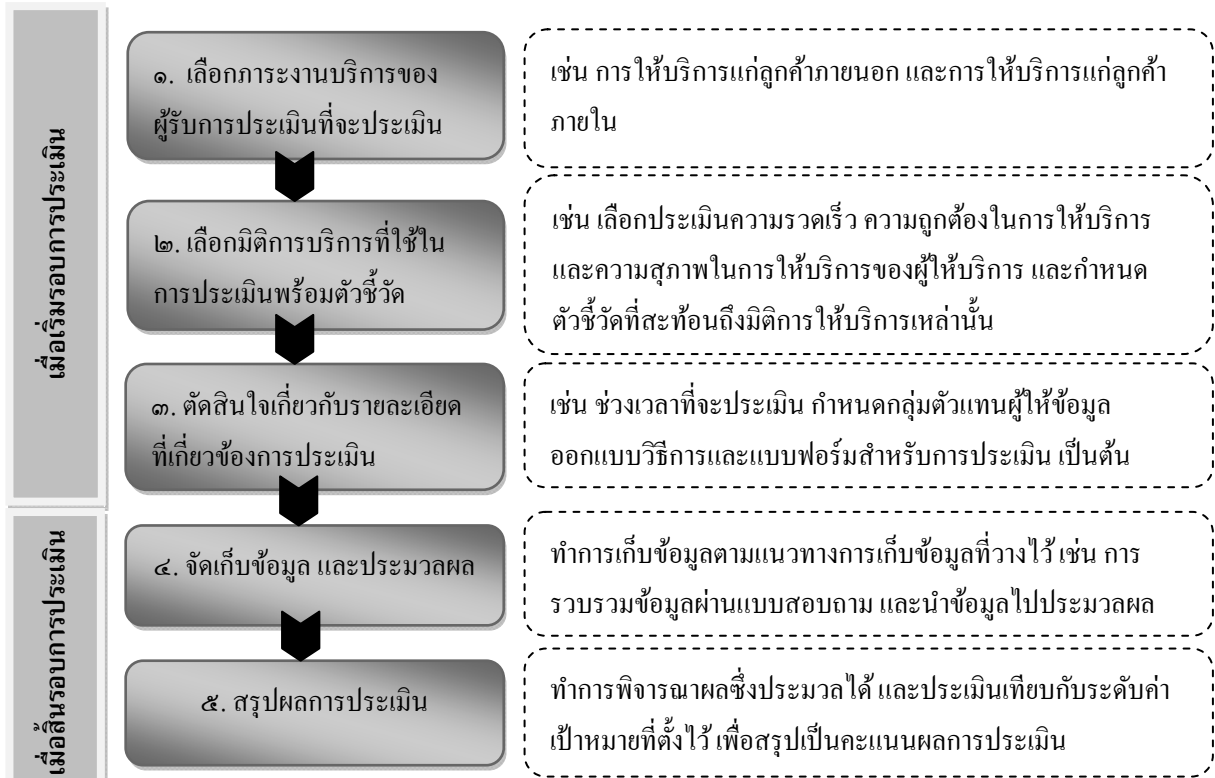 เมื่อเริ่มรอบการประเมิน
๑. เลือกภาระงานบริการของ
ผู้รับการประเมินที่จะประเมิน
เช่น การให้บริการแก่ลูกค้าภายนอก และการให้บริการแก่ลูกค้า
ภายใน
๒. เลือกมิติการบริการที่ใช้ใน
การประเมินพร้อมตัวชี้วัด
เช่น เลือกประเมินความรวดเร็ว ความถูกต้องในการให้บริการ
และความสุภาพในการให้บริการของผู้ให้บริการ และกำหนด
ตัวชี้วัดที่สะท้อนถึงมิติการให้บริการเหล่านั้น
๓. ตัดสินใจเกี่ยวกับรายละเอียด
ที่เกี่ยวข้องการประเมิน
เช่น ช่วงเวลาที่จะประเมิน กำหนดกลุ่มตัวแทนผู้ให้ข้อมูล
ออกแบบวิธีการและแบบฟอร์มสำหรับการประเมิน เป็นต้น
เมื่อสิ้นรอบการประเมิน
๔. จัดเก็บข้อมูล และประมวลผล
ทำการเก็บข้อมูลตามแนวทางการเก็บข้อมูลที่วางไว้ เช่น การ
รวบรวมข้อมูลผ่านแบบสอบถาม และนำข้อมูลไปประมวลผล
๕. สรุปผลการประเมิน
ทำการพิจารณาผลซึ่งประมวลได้ และประเมินเทียบกับระดับค่า
เป้าหมายที่ตั้งไว้ เพื่อสรุปเป็นคะแนนผลการประเมิน